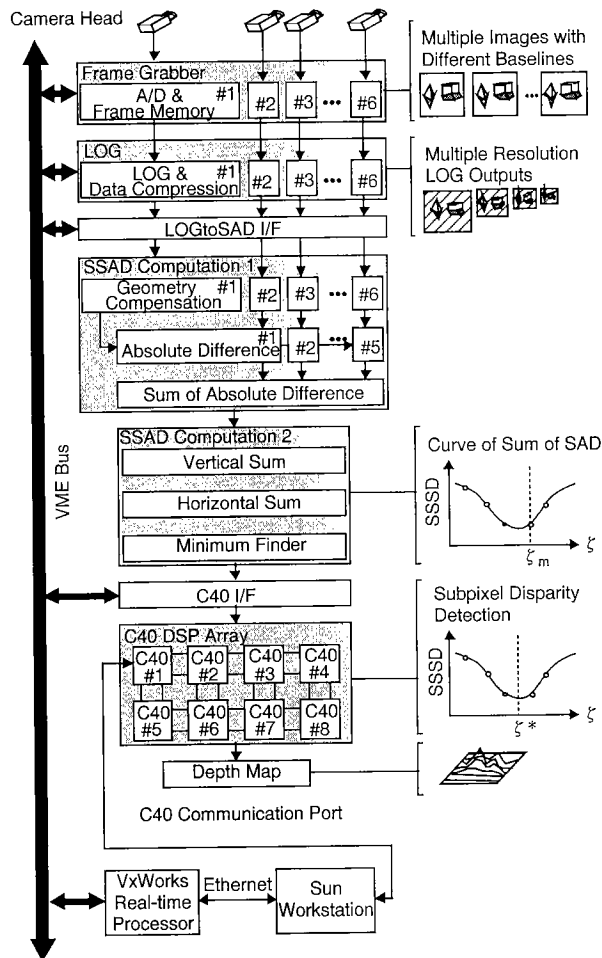 Camera Head
Frame Grabber
A/D &
Frame Memory
#1
#2
#3
•••
#6
Multiple Images with
Different Baselines
...
LOG
LOG &
Data Compression
#1
#2
#3
•••
#6
Multiple Resolution
LOG Outputs
LOGtoSAD I/F
SSAD Computation 1
Geometry
Compensation
#1
#2
#3
•••
#6
Absolute Difference
#1
#2
•••
#5
Sum of Absolute Difference
VME Bus
SSAD Computation 2
Vertical Sum
Horizontal Sum
Minimum Finder
Curve of Sum of SAD
SSSD
ζm
ζ
C40 I/F
C40 DSP Array
C40
#1
C40
#2
C40
#3
C40
#4
C40
#5
C40
#6
C40
#7
C40
#8
Subpixel Disparity
Detection
SSSD
ζ*
ζ
Depth Map
C40 Communication Port
VxWorks
Real-time
Processor
Ethernet
Sun
Workstation